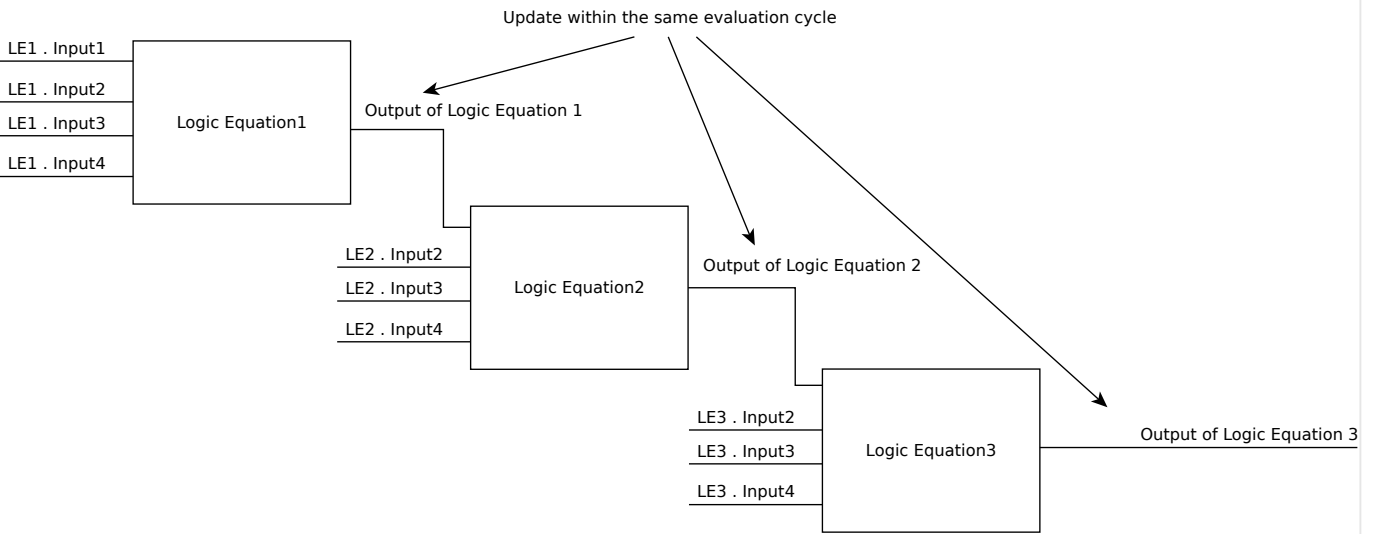 Update within the same evaluation cycle
LE1 . Input1
LE1 . Input2
LE1 . Input3
LE1 . Input4
Logic Equation1
Output of Logic Equation 1
LE2 . Input2
LE2 . Input3
LE2 . Input4
Logic Equation2
Output of Logic Equation 2
LE3 . Input2
LE3 . Input3
LE3 . Input4
Logic Equation3
Output of Logic Equation 3